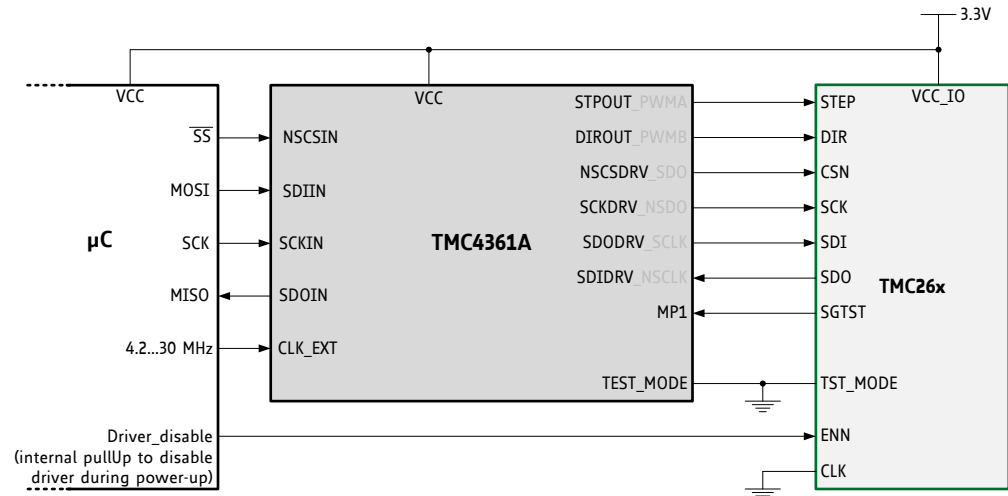 3.3V
VCC
VCC
VCC_IO
STPOUT_PWMA
STEP
SS
NSCSIN
DIROUT_PWMB
DIR
NSCSDRV_SDO
CSN
MOSI
SDIIN
SCKDRV_NSDO
SCK
µC
SCK
SCKIN
TMC4361A
SDODRV_SCLK
SDI
SDIDRV_NSCLK
SDO
TMC26x
MISO
SDOIN
MP1
SGTST
4.2...30 MHz
CLK_EXT
TEST_MODE
TST_MODE
Driver_disable
(internal pullUp to disable
driver during power-up)
ENN
CLK